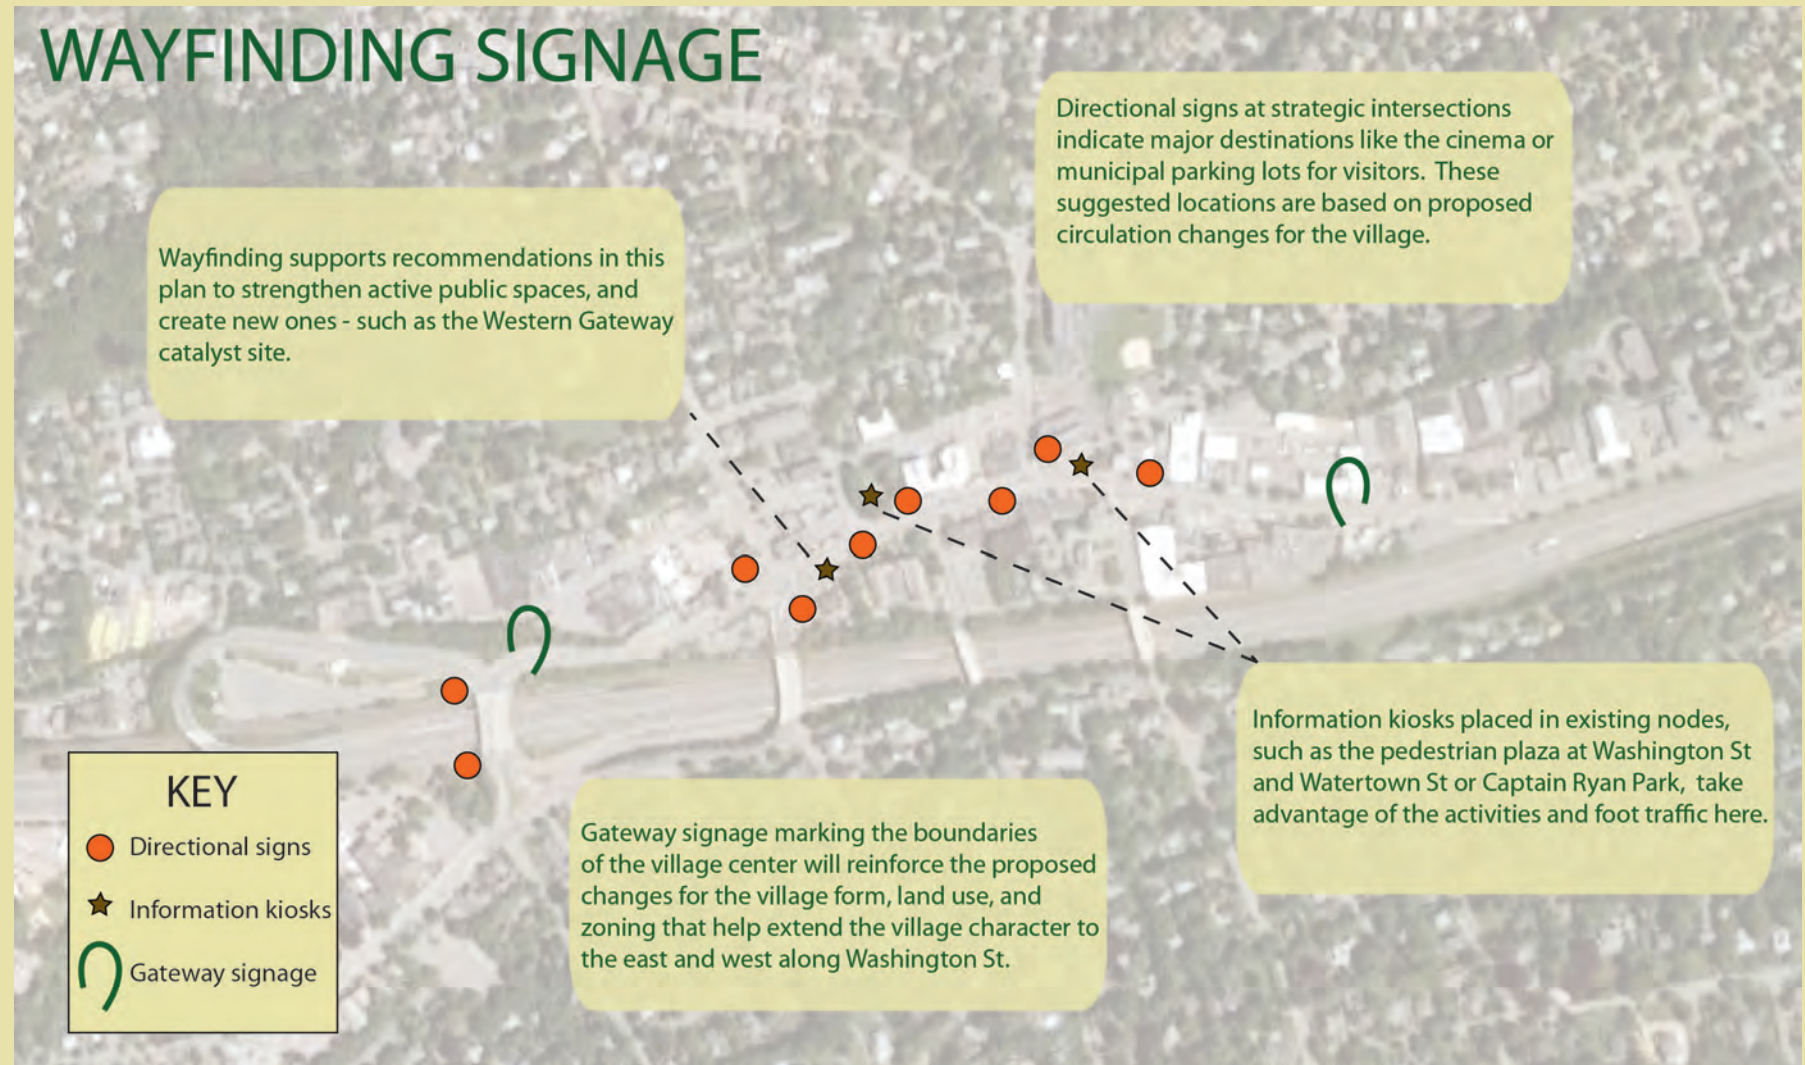 WAYFINDING SIGNAGE
Directional signs at strategic intersections
indicate major destinations like the cinema or
municipal parking lots for visitors.  These
suggested locations are based on proposed
circulation changes for the village.
Wayfinding supports recommendations in this
plan to strengthen active public spaces, and
create new ones - such as the Western Gateway
catalyst site.
Information kiosks placed in existing nodes,
such as the pedestrian plaza at Washington St
and Watertown St or Captain Ryan Park,  take
advantage of the activities and foot traffic here.
KEY
Directional signs
Information kiosks
Gateway signage
Gateway signage marking the boundaries
of the village center will reinforce the proposed
changes for the village form, land use, and
zoning that help extend the village character to
the east and west along Washington St.